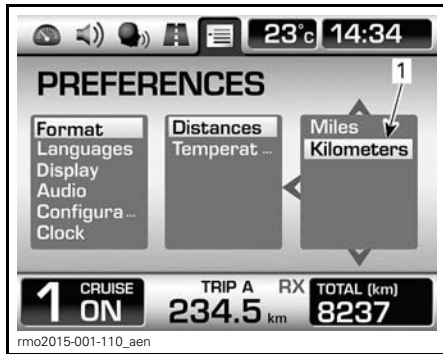 23°c 14:34
PREFERENCES
1
Format
Languages
Display
Audio
Configura...
Clock
Distances
Temperat...
Miles
Kilometers
1 CRUISE ON
TRIP A
234.5 km
RX
TOTAL (km)
8237
rmo2015-001-110_aen